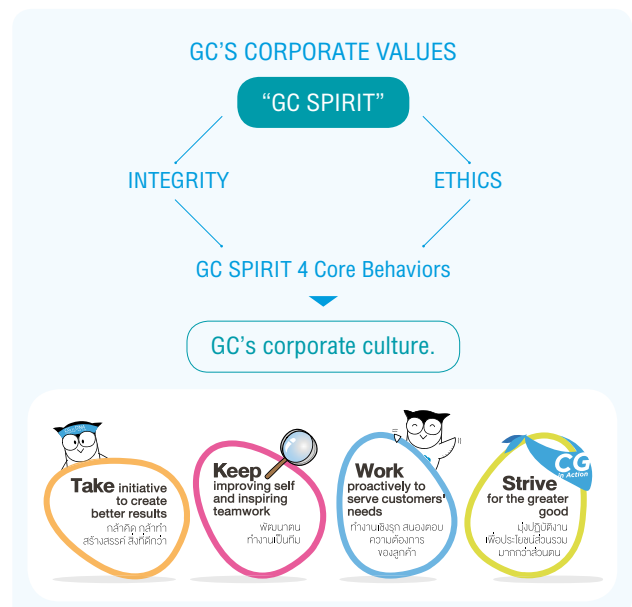 GC'S CORPORATE VALUES
“GC SPIRIT”
INTEGRITY
ETHICS
GC SPIRIT 4 Core Behaviors
GC's corporate culture.
Take initiative
to create
better results
กล้าคิด กล้าทำ
สร้างสรรค์ สิ่งที่ดีกว่า
Keep
improving self
and inspiring
teamwork
พัฒนาตน
ทำงานเป็นทีม
Work
proactively to
serve customers'
needs
ทำงานเชิงรุก สนองตอบ
ความต้องการ
ของลูกค้า
CG
in Action
Strive
for the greater
good
มุ่งปฏิบัติงาน
เพื่อประโยชน์ส่วนรวม
มากกว่าส่วนตน